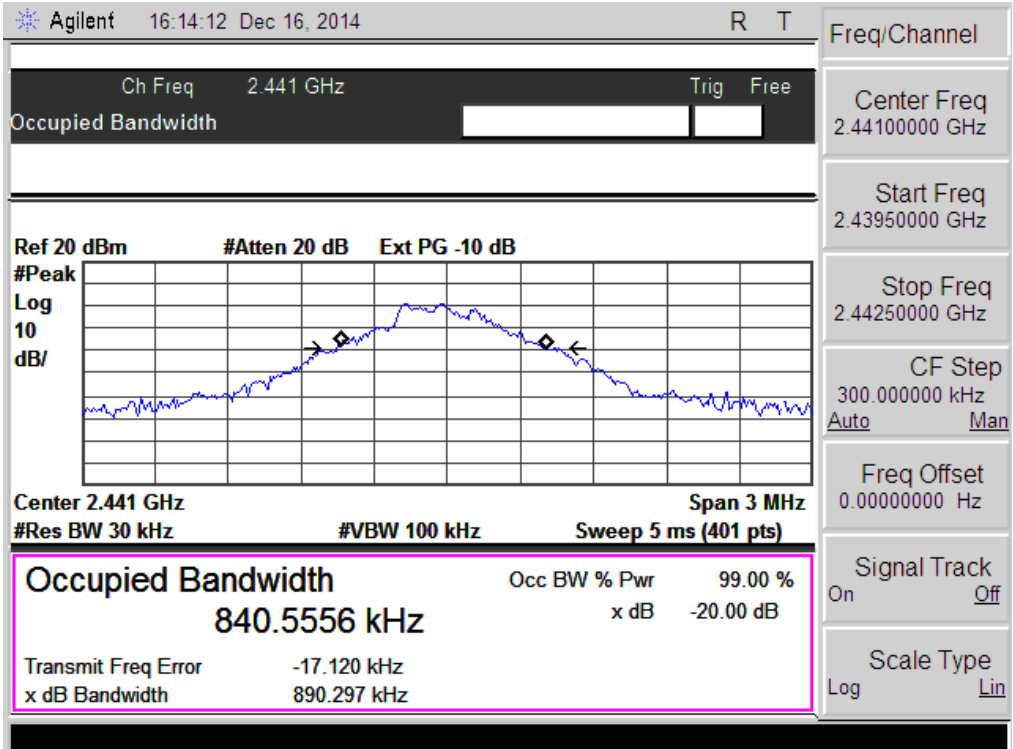 Agilent 16:14:12 Dec 16, 2014 R T
Freq/Channel
Ch Freq 2.441 GHz Trig Free
Occupied Bandwidth
Center Freq
2.44100000 GHz
Start Freq
2.43950000 GHz
Stop Freq
2.44250000 GHz
CF Step
300.000000 kHz
Auto Man
Freq Offset
0.00000000 Hz
Signal Track
On Off
Scale Type
Log Lin
Ref 20 dBm #Atten 20 dB Ext PG -10 dB
#Peak
Log
10
dB/
Center 2.441 GHz Span 3 MHz
#Res BW 30 kHz #VBW 100 kHz Sweep 5 ms (401 pts)
Occupied Bandwidth Occ BW % Pwr 99.00 %
840.5556 kHz x dB -20.00 dB
Transmit Freq Error -17.120 kHz
x dB Bandwidth 890.297 kHz